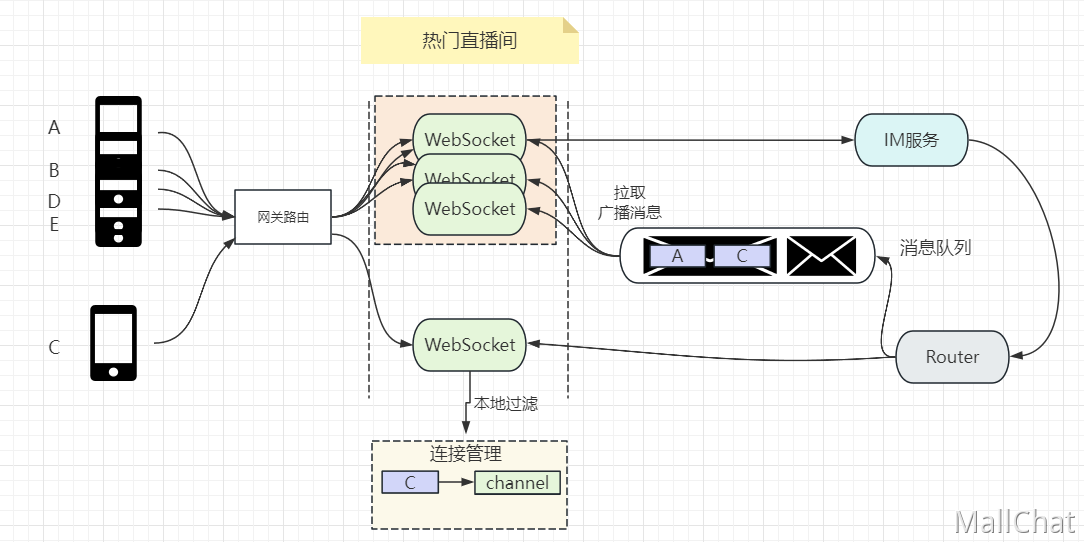 热门直播间
A
B
D
E
C
网关路由
WebSocket
WebSocket
WebSocket
WebSocket
IM服务
拉取
广播消息
A
C
消息队列
Router
本地过滤
连接管理
C
channel
MallChat